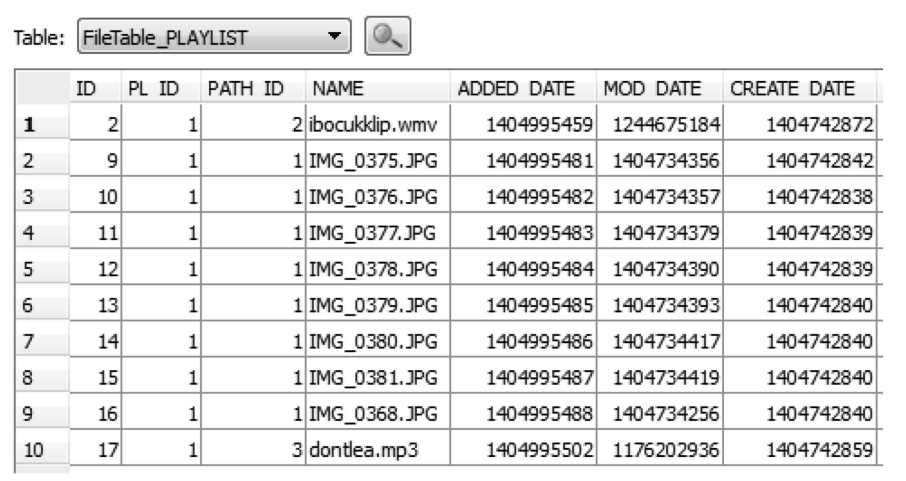 Table: FileTable_PLAYLIST
ID PL ID PATH ID NAME ADDED DATE MOD DATE CREATE DATE
1 2 1 2 ibocukklip.wmv 1404995459 1244675184 1404742872
2 9 1 1 IMG_0375.JPG 1404995481 1404734356 1404742842
3 10 1 1 IMG_0376.JPG 1404995482 1404734357 1404742838
4 11 1 1 IMG_0377.JPG 1404995483 1404734379 1404742839
5 12 1 1 IMG_0378.JPG 1404995484 1404734390 1404742839
6 13 1 1 IMG_0379.JPG 1404995485 1404734393 1404742840
7 14 1 1 IMG_0380.JPG 1404995486 1404734417 1404742840
8 15 1 1 IMG_0381.JPG 1404995487 1404734419 1404742840
9 16 1 1 IMG_0368.JPG 1404995488 1404734256 1404742840
10 17 1 3 dontlea.mp3 1404995502 1176202936 1404742859